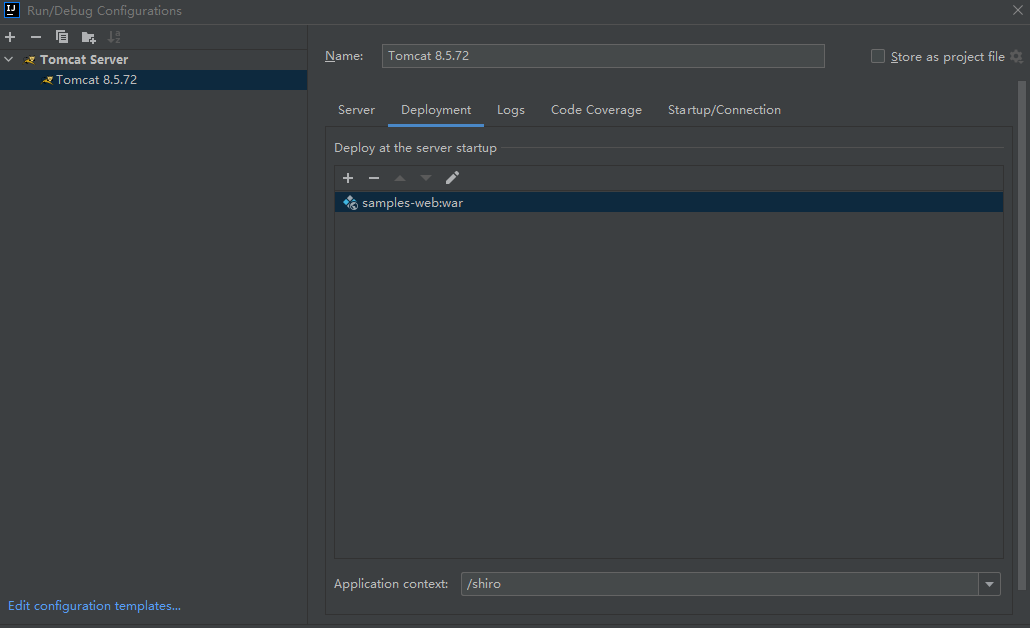 Run/Debug Configurations
Tomcat Server
Tomcat 8.5.72
Name: Tomcat 8.5.72 Store as project file
Server Deployment Logs Code Coverage Startup/Connection
Deploy at the server startup
samples-web:war
Application context: /shiro
Edit configuration templates...